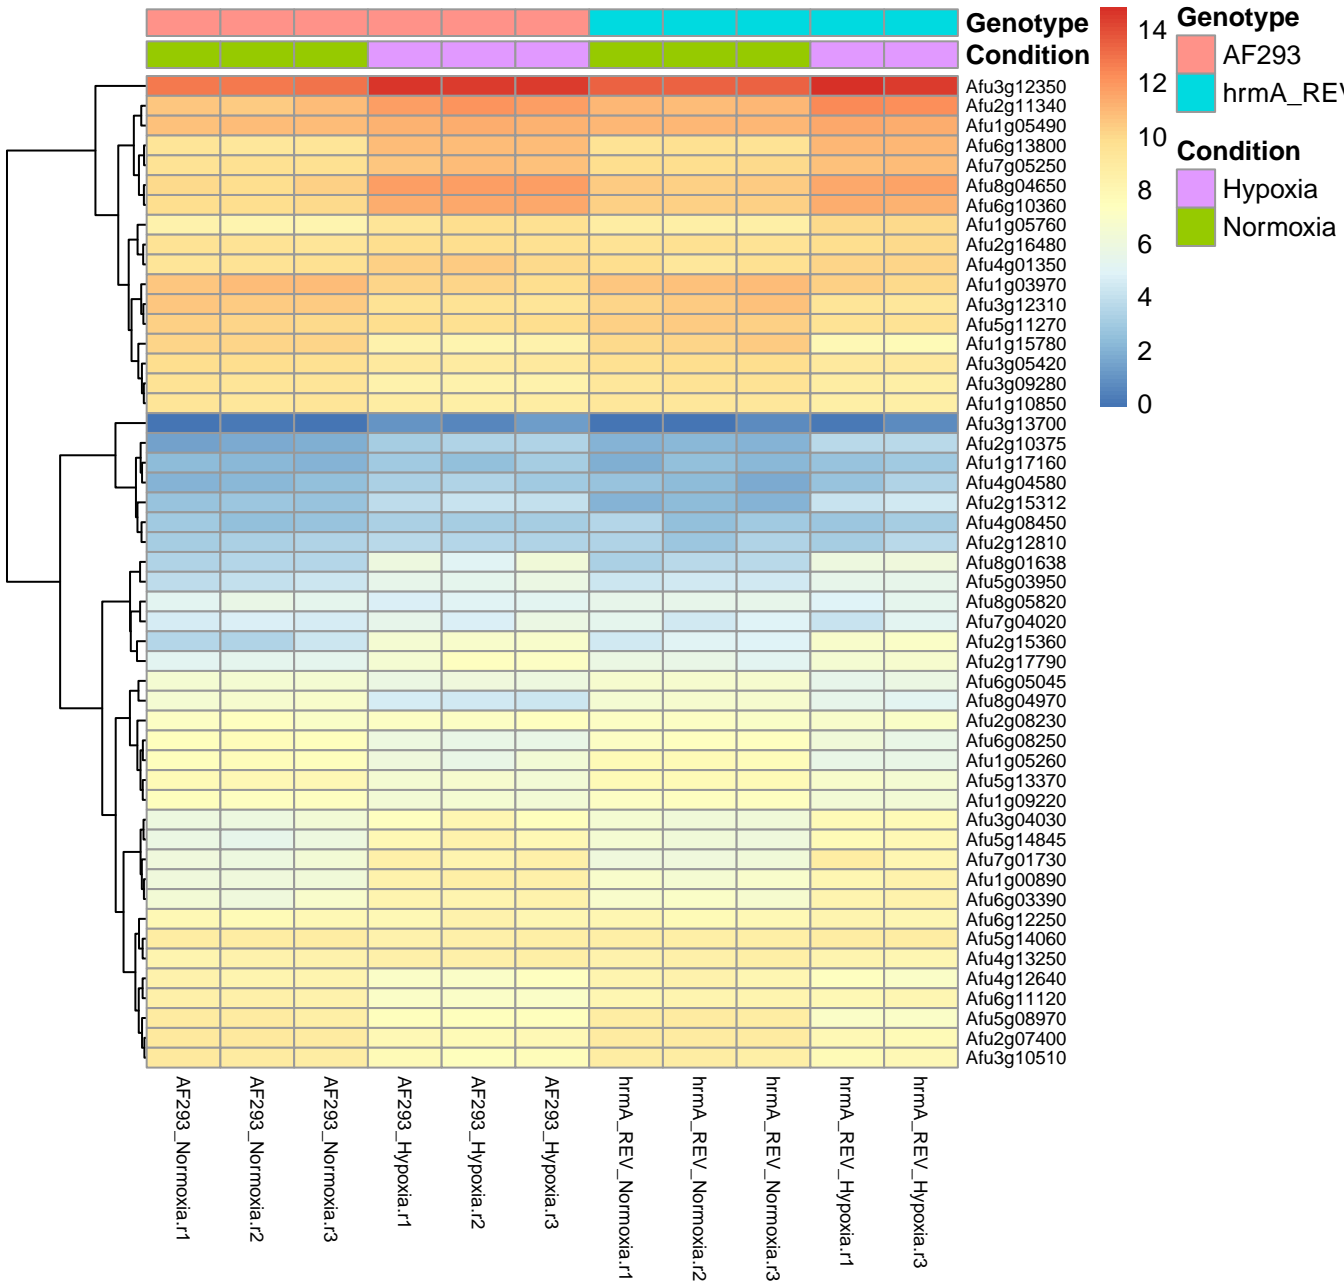 Genotype
Condition
Afu3g12350
Afu2g11340
Afu1g05490
Afu6g13800
Afu7g05250
Afu8g04650
Afu6g10360
Afu1g05760
Afu2g16480
Afu4g01350
Afu1g03970
Afu3g12310
Afu5g11270
Afu1g15780
Afu3g05420
Afu3g09280
Afu1g10850
Afu3g13700
Afu2g10375
Afu1g17160
Afu4g04580
Afu2g15312
Afu4g08450
Afu2g12810
Afu8g01638
Afu5g03950
Afu8g05820
Afu7g04020
Afu2g15360
Afu2g17790
Afu6g05045
Afu8g04970
Afu2g08230
Afu6g08250
Afu1g05260
Afu5g13370
Afu1g09220
Afu3g04030
Afu5g14845
Afu7g01730
Afu1g00890
Afu6g03390
Afu6g12250
Afu5g14060
Afu4g13250
Afu4g12640
Afu6g11120
Afu5g08970
Afu2g07400
Afu3g10510
AF293_Normoxia.r1
AF293_Normoxia.r2
AF293_Normoxia.r3
AF293_Hypoxia.r1
AF293_Hypoxia.r2
AF293_Hypoxia.r3
hrmA_REV_Normoxia.r1
hrmA_REV_Normoxia.r2
hrmA_REV_Normoxia.r3
hrmA_REV_Hypoxia.r1
hrmA_REV_Hypoxia.r3
14
12
10
8
6
4
2
0
Genotype
AF293
hrmA_REV
Condition
Hypoxia
Normoxia